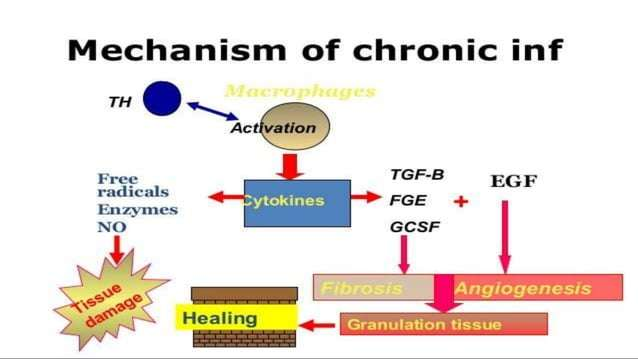 Mechanism of chronic inf
Macrophages
TH
Activation
Free
radicals
Enzymes
NO
Cytokines
TGF-B
FGE
GCSF
+
EGF
Tissue
damage
Fibrosis
Angiogenesis
Healing
Granulation tissue